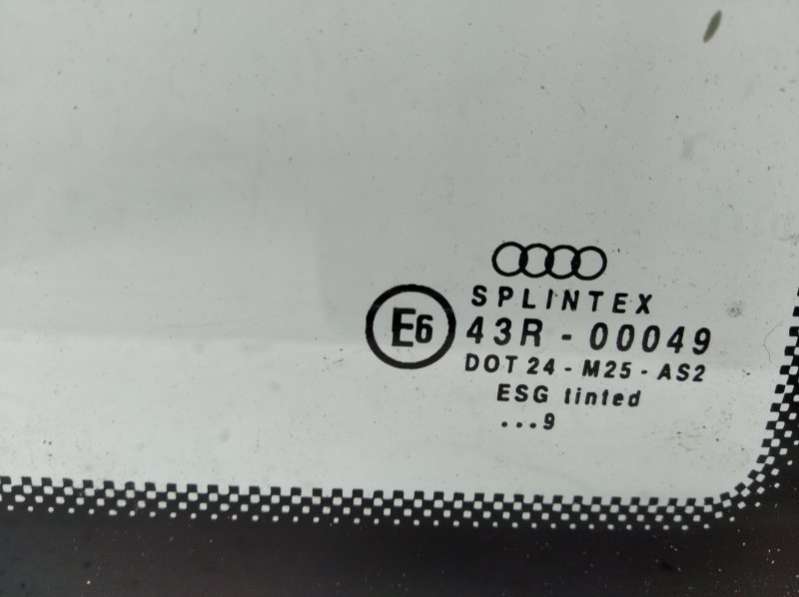 SPLINTEX
E6
43R - 00049
DOT 24 - M25 - AS2
ESG tinted
...9